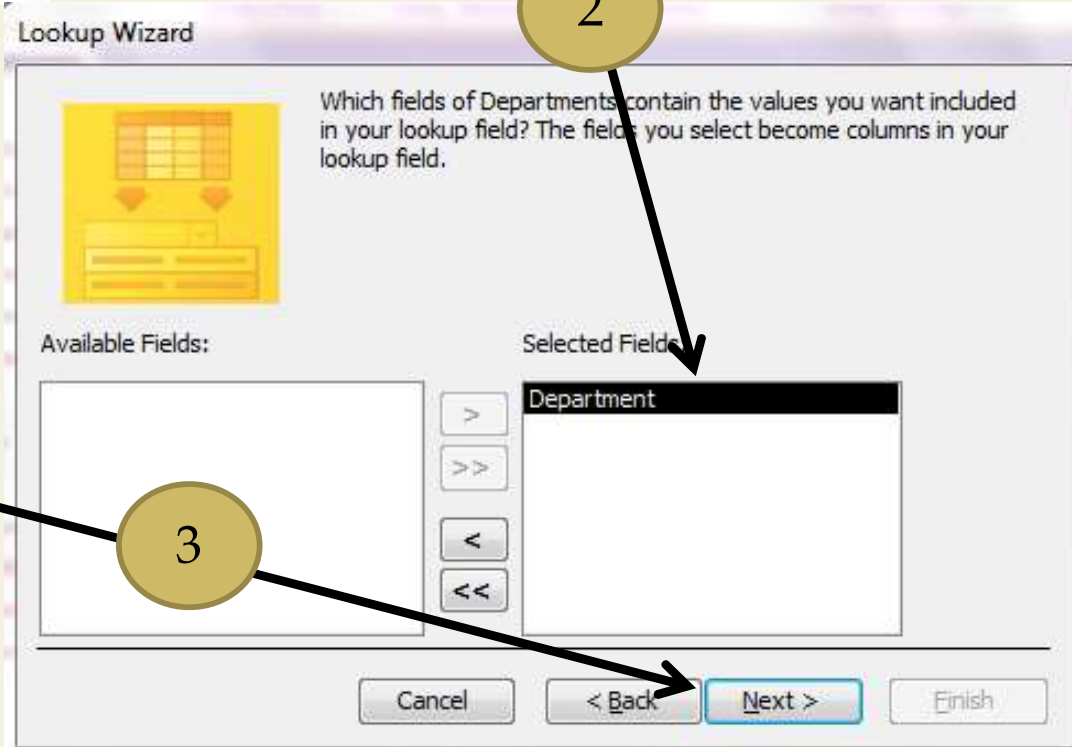 2
Lookup Wizard
Which fields of Departments contain the values you want included
in your lookup field? The fields you select become columns in your
lookup field.
Available Fields:
Selected Fields
Department
>
>>
<
<<
3
Cancel
< Back
Next >
Finish